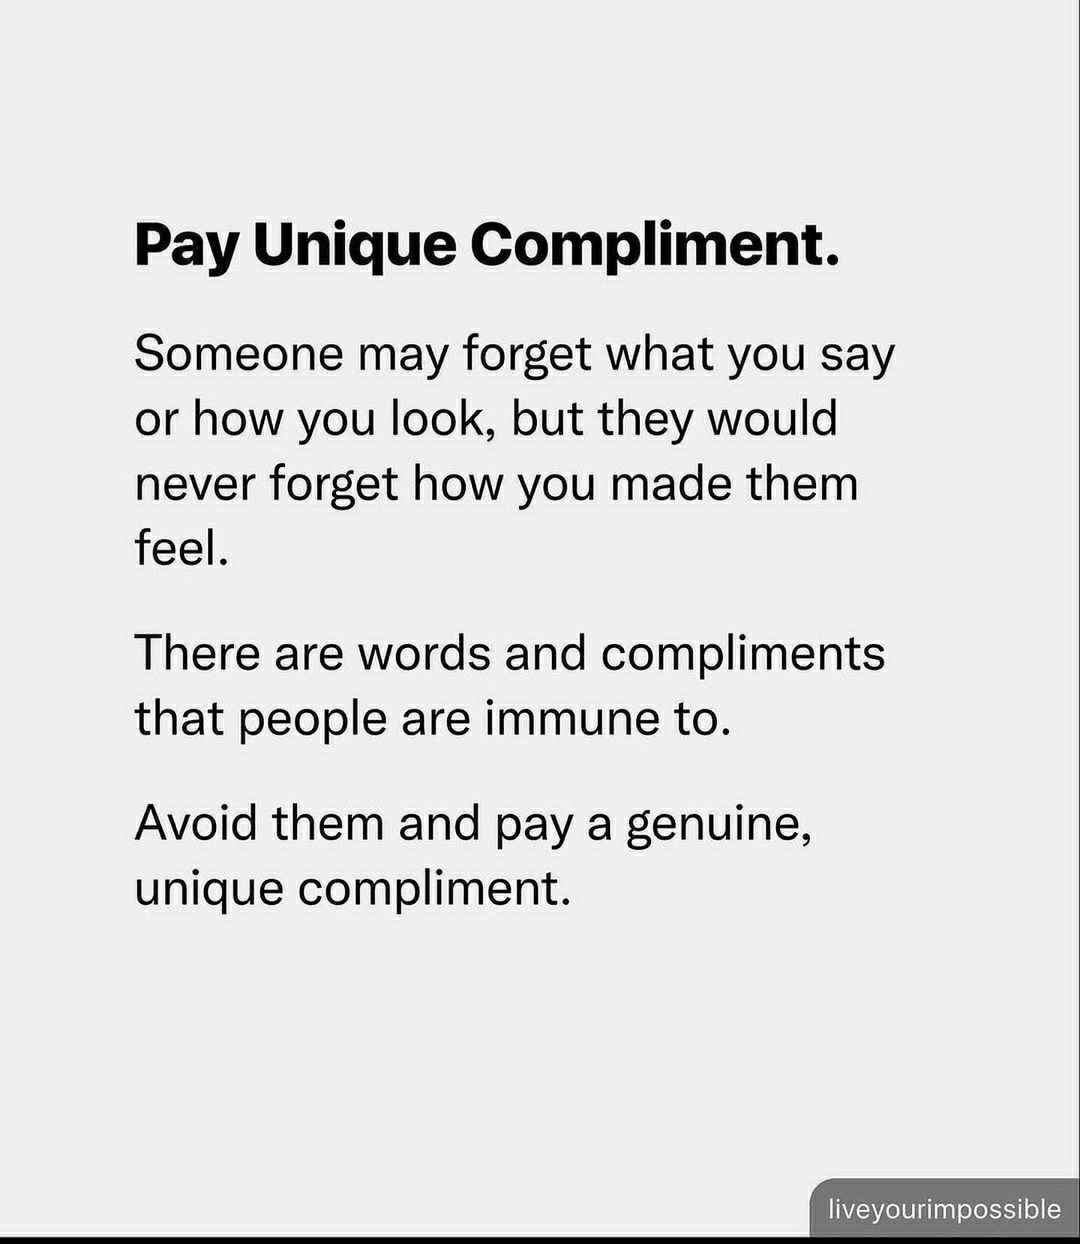 Pay Unique Compliment.
Someone may forget what you say
or how you look, but they would
never forget how you made them
feel.
There are words and compliments
that people are immune to.
Avoid them and pay a genuine,
unique compliment.
liveyourimpossible